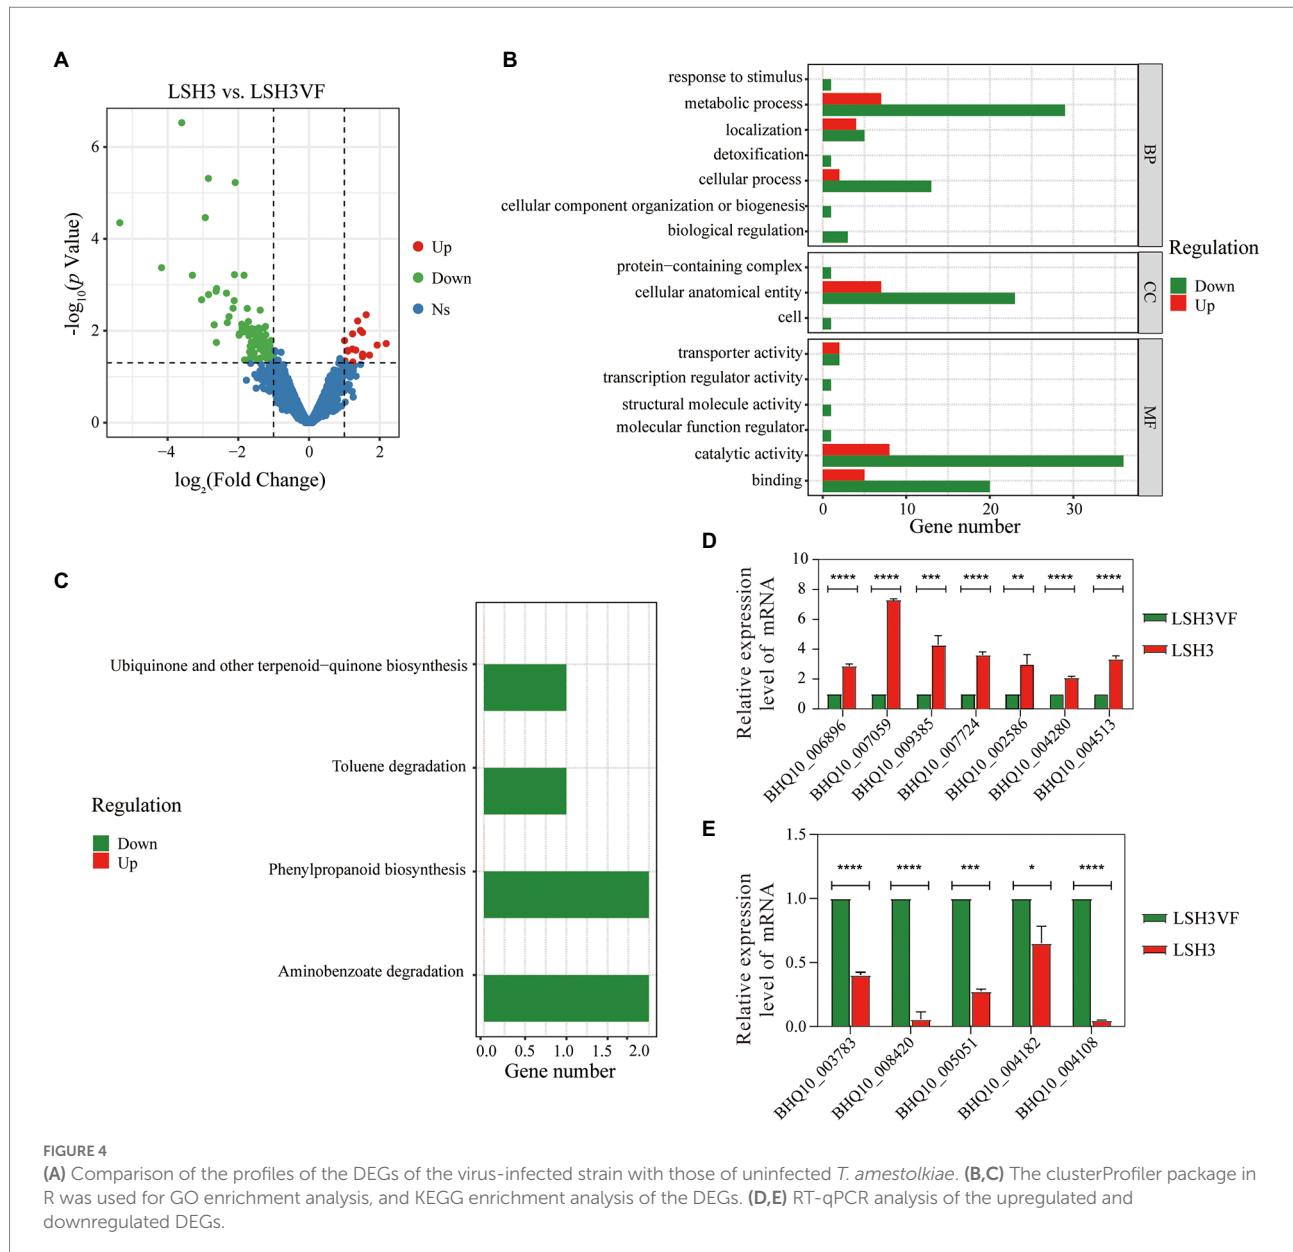 A
LSH3 vs. LSH3VF
6
4
2
0
-log10(p Value)
−4
−2
0
2
log2(Fold Change)
Up
Down
Ns
B
response to stimulus
metabolic process
localization
detoxification
cellular process
cellular component organization or biogenesis
biological regulation
BP
protein−containing complex
cellular anatomical entity
cell
CC
transporter activity
transcription regulator activity
structural molecule activity
molecular function regulator
catalytic activity
binding
MF
0
10
20
30
Gene number
Regulation
Down
Up
C
Ubiquinone and other terpenoid−quinone biosynthesis
Toluene degradation
Phenylpropanoid biosynthesis
Aminobenzoate degradation
0.0
0.5
1.0
1.5
2.0
Gene number
Regulation
Down
Up
D
Relative expression
level of mRNA
10
8
6
4
2
0
****
****
***
****
**
****
****
BHQ10_006896
BHQ10_007059
BHQ10_009385
BHQ10_007724
BHQ10_002586
BHQ10_004280
BHQ10_004513
LSH3VF
LSH3
E
Relative expression
level of mRNA
1.5
1.0
0.5
0.0
****
****
***
*
****
BHQ10_003783
BHQ10_008420
BHQ10_005051
BHQ10_004182
BHQ10_004108
LSH3VF
LSH3
FIGURE 4
(A) Comparison of the profiles of the DEGs of the virus-infected strain with those of uninfected T. amestolkiae. (B,C) The clusterProfiler package in
R was used for GO enrichment analysis, and KEGG enrichment analysis of the DEGs. (D,E) RT-qPCR analysis of the upregulated and
downregulated DEGs.